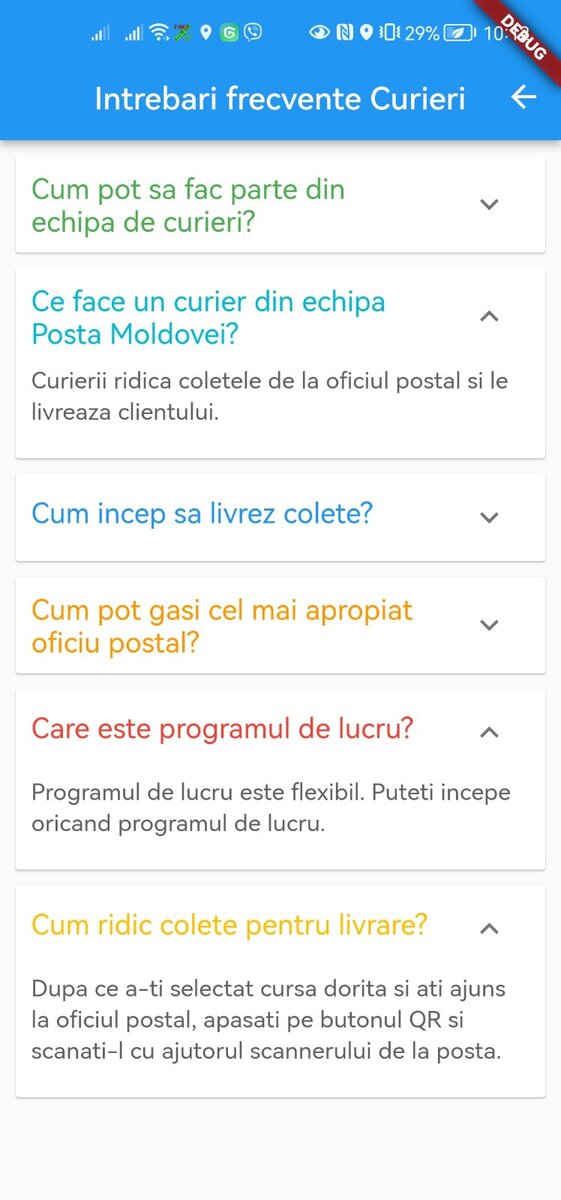 29%
DEBUG
Intrebari frecvente Curieri
Cum pot sa fac parte din
echipa de curieri?
Ce face un curier din echipa
Posta Moldovei?
Curierii ridica coletele de la oficiul postal si le
livreaza clientului.
Cum incep sa livrez colete?
Cum pot gasi cel mai apropiat
oficiu postal?
Care este programul de lucru?
Programul de lucru este flexibil. Puteti incepe
oricand programul de lucru.
Cum ridic colete pentru livrare?
Dupa ce a-ti selectat cursa dorita si ati ajuns
la oficiul postal, apasati pe butonul QR si
scanati-l cu ajutorul scannerului de la posta.